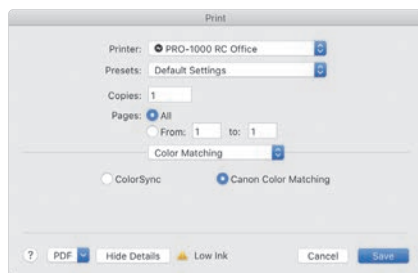 Print
Printer: PRO-1000 RC Office
Presets: Default Settings
Copies: 1
Pages: All
From: 1 to: 1
Color Matching
ColorSync Canon Color Matching
? PDF Hide Details Low Ink Cancel Save